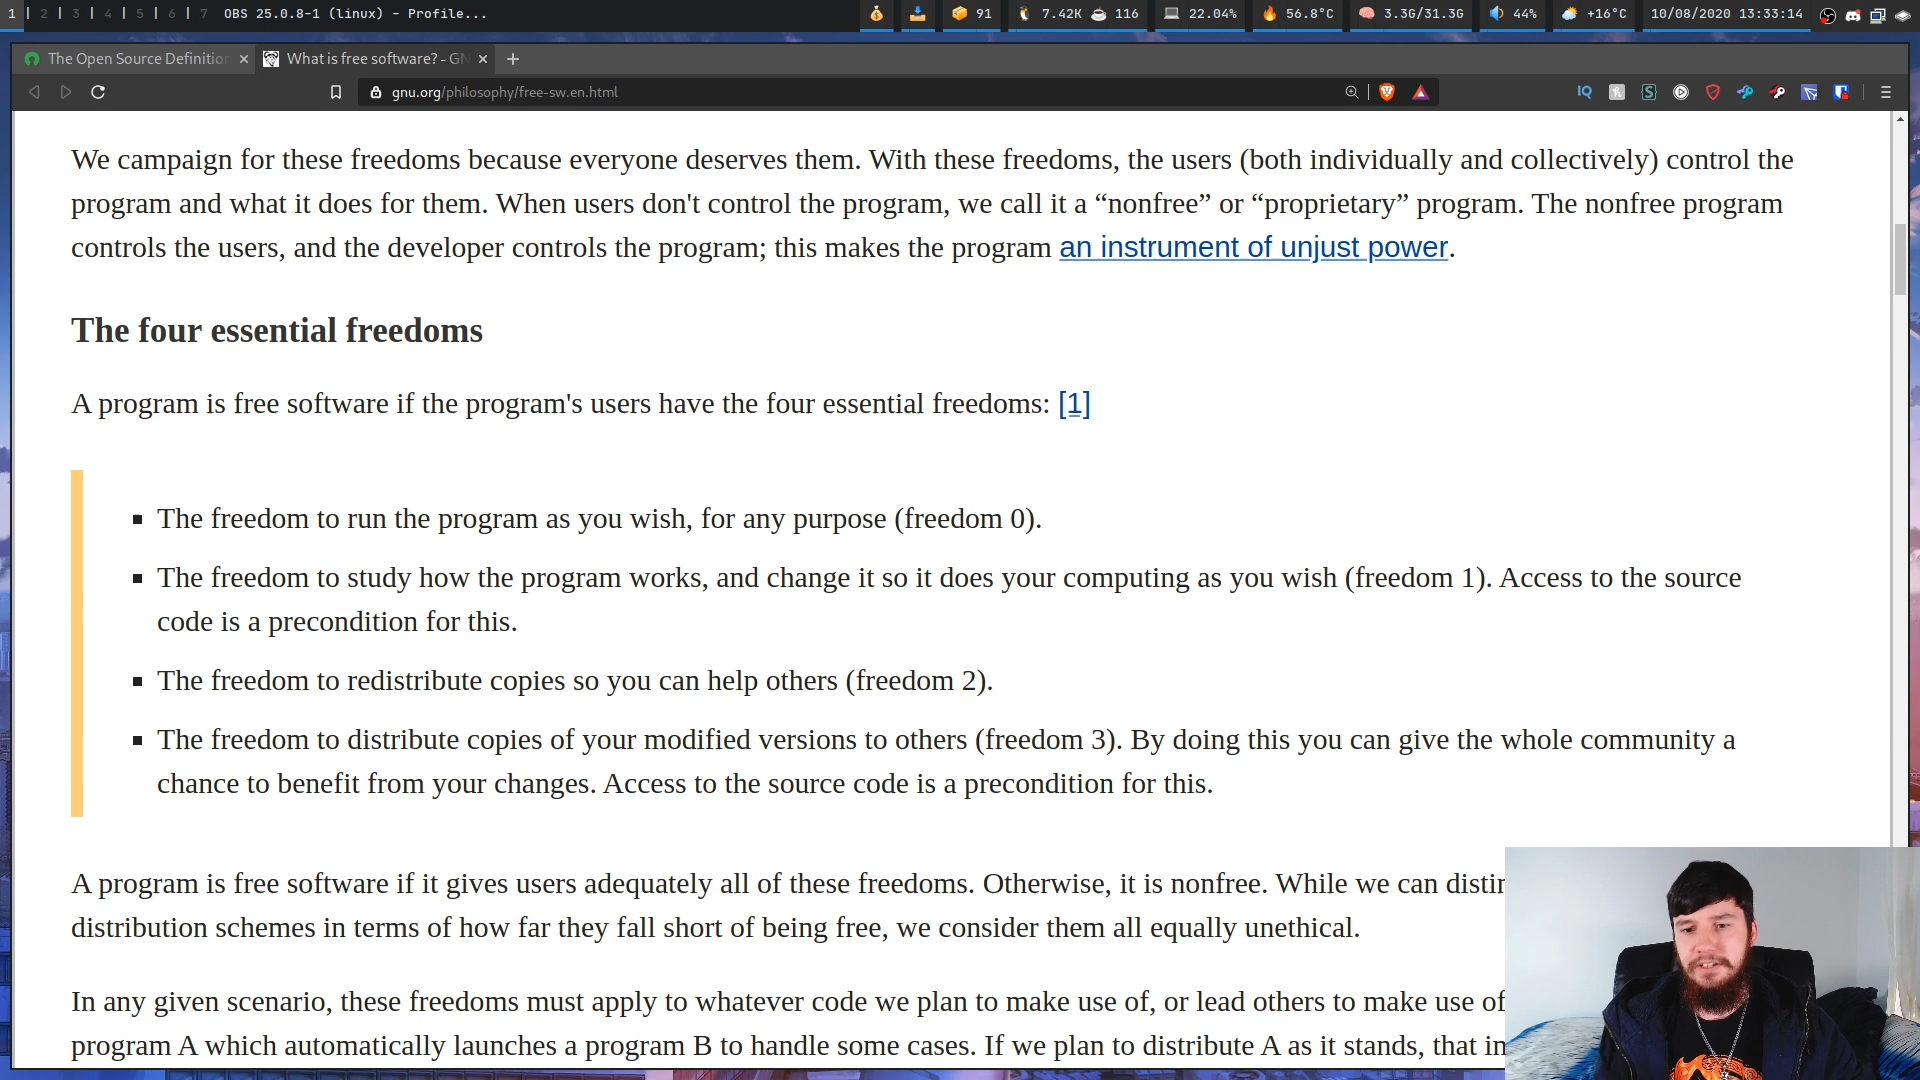 1 | 2 | 3 | 4 | 5 | 6 | 7 OBS 25.0.8-1 (linux) - Profile... 91 7.42K 116 22.04% 56.8°C 3.3G/31.3G 44% +16°C 10/08/2020 13:33:14
The Open Source Definition What is free software? - GN
gnu.org/philosophy/free-sw.en.html IQ
We campaign for these freedoms because everyone deserves them. With these freedoms, the users (both individually and collectively) control the
program and what it does for them. When users don't control the program, we call it a “nonfree” or “proprietary” program. The nonfree program
controls the users, and the developer controls the program; this makes the program an instrument of unjust power.
The four essential freedoms
A program is free software if the program's users have the four essential freedoms: [1]
The freedom to run the program as you wish, for any purpose (freedom 0).
The freedom to study how the program works, and change it so it does your computing as you wish (freedom 1). Access to the source
code is a precondition for this.
The freedom to redistribute copies so you can help others (freedom 2).
The freedom to distribute copies of your modified versions to others (freedom 3). By doing this you can give the whole community a
chance to benefit from your changes. Access to the source code is a precondition for this.
A program is free software if it gives users adequately all of these freedoms. Otherwise, it is nonfree. While we can distin
distribution schemes in terms of how far they fall short of being free, we consider them all equally unethical.
In any given scenario, these freedoms must apply to whatever code we plan to make use of, or lead others to make use of
program A which automatically launches a program B to handle some cases. If we plan to distribute A as it stands, that in